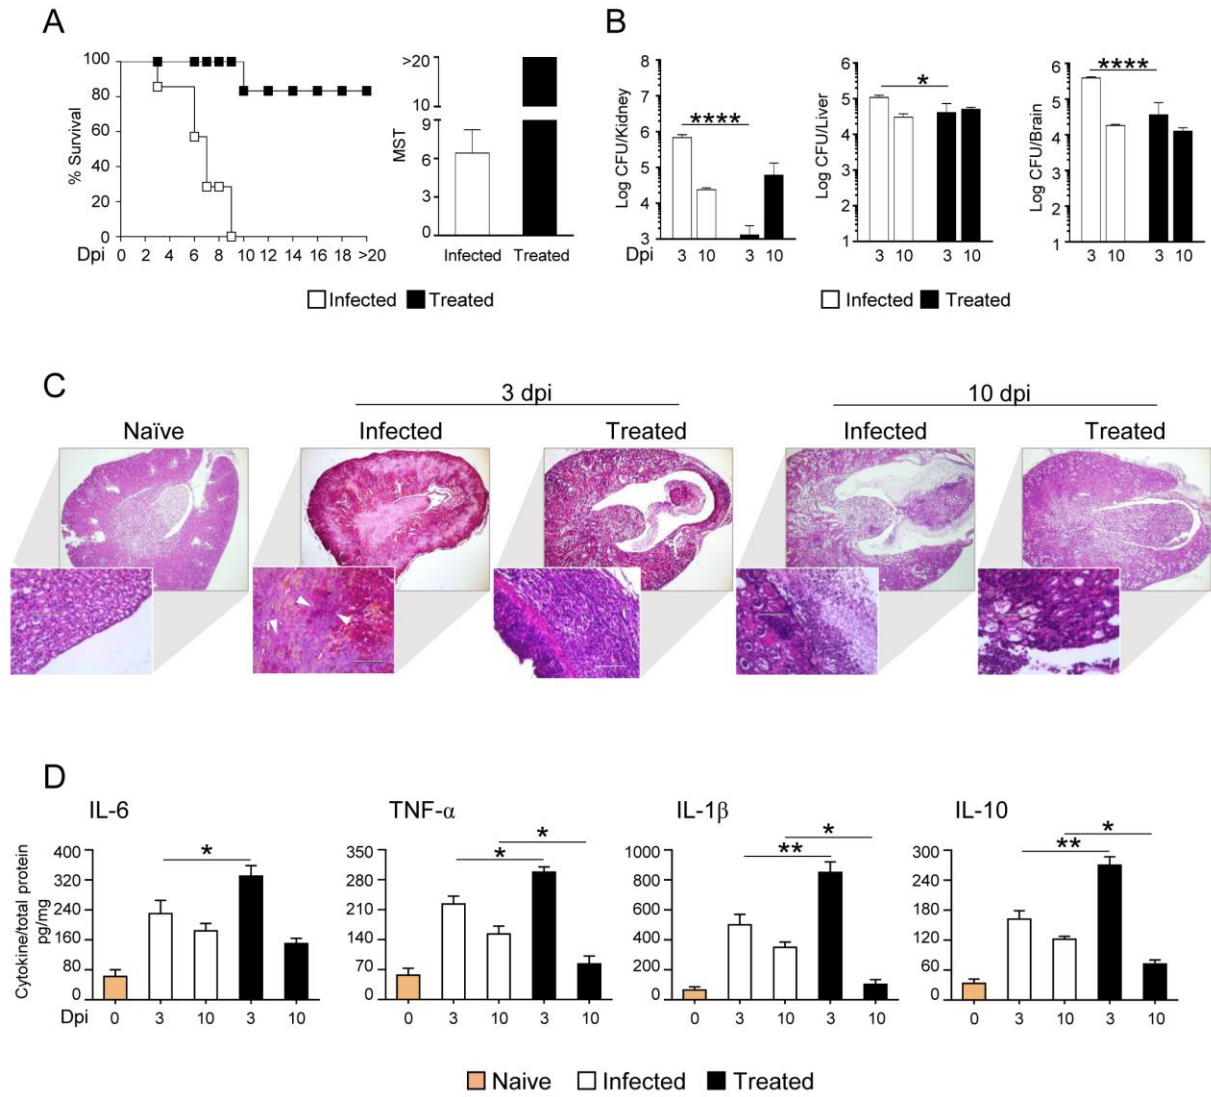 A
100
80
60
40
20
0
% Survival
Dpi 0 2 4 6 8 10 12 14 16 18 >20
>20
10
9
6
3
0
MST
Infected Treated
Infected Treated
B
8
7
6
5
4
3
Log CFU/Kidney
****
3 10 3 10
6
5
4
3
2
1
Log CFU/Liver
*
3 10 3 10
6
5
4
3
2
1
Log CFU/Brain
****
3 10 3 10
Infected Treated
C
3 dpi 10 dpi
Naïve Infected Treated Infected Treated
D
IL-6
400
320
240
160
80
0
Cytokine/total protein
pg/mg
*
Dpi 0 3 10 3 10
TNF-α
350
280
210
140
70
0
*
*
0 3 10 3 10
IL-1β
1000
800
600
400
200
0
*
**
0 3 10 3 10
IL-10
300
240
180
120
60
0
*
**
0 3 10 3 10
Naive Infected Treated